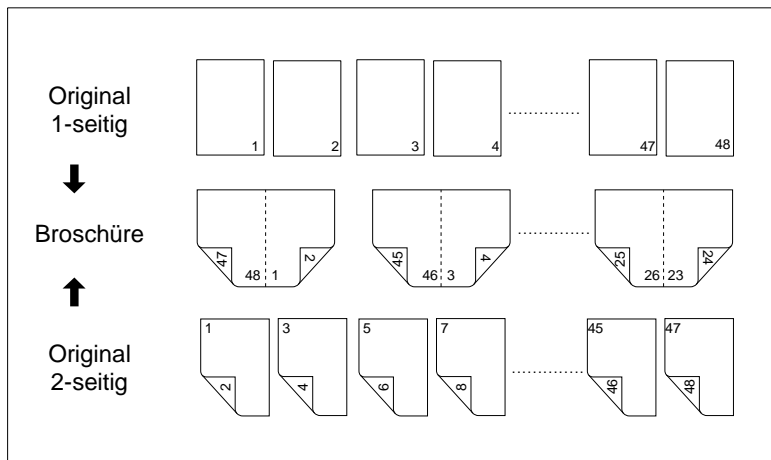 Original
1-seitig
1 2 3 4 47 48
Broschüre
47 48 1 2 45 46 3 4 25 26 23 24
Original
2-seitig
1 3 5 7 45 47
2 4 6 8 46 48